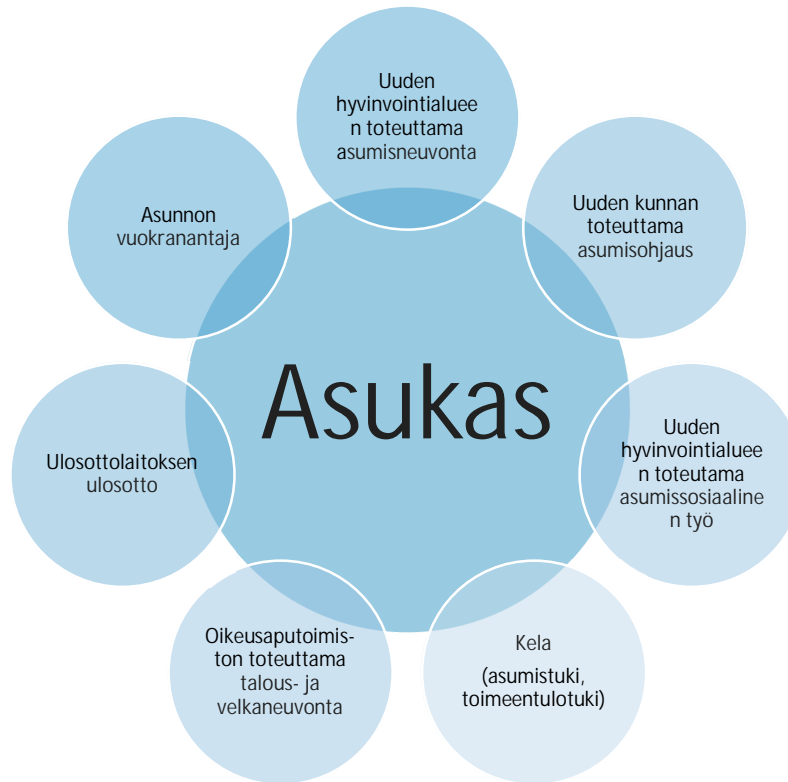 Uuden
hyvinvointialuee
n toteuttama
asumisneuvonta
Uuden kunnan
toteuttama
asumisohjaus
Uuden
hyvinvointialuee
n toteutama
asumissosiaaline
n työ
Kela
(asumistuki,
toimeentulotuki)
Oikeusaputoimis-
ton toteuttama
talous- ja
velkaneuvonta
Ulosottolaitoksen
ulosotto
Asunnon
vuokranantaja
Asukas